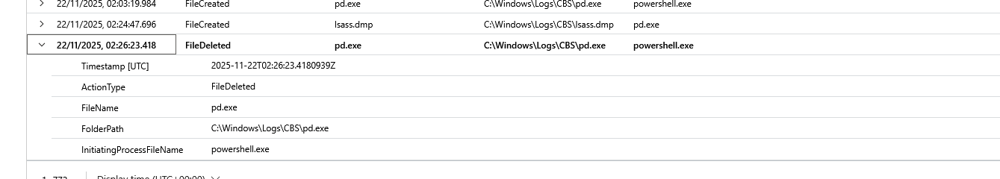 22/11/2025, 02:03:19.984 FileCreated pd.exe C:\Windows\Logs\CBS\pd.exe powershell.exe
22/11/2025, 02:24:47.696 FileCreated lsass.dmp C:\Windows\Logs\CBS\lsass.dmp pd.exe
22/11/2025, 02:26:23.418 FileDeleted pd.exe C:\Windows\Logs\CBS\pd.exe powershell.exe
Timestamp [UTC] 2025-11-22T02:26:23.4180939Z
ActionType FileDeleted
FileName pd.exe
FolderPath C:\Windows\Logs\CBS\pd.exe
InitiatingProcessFileName powershell.exe
Display time (UTC+00:00)